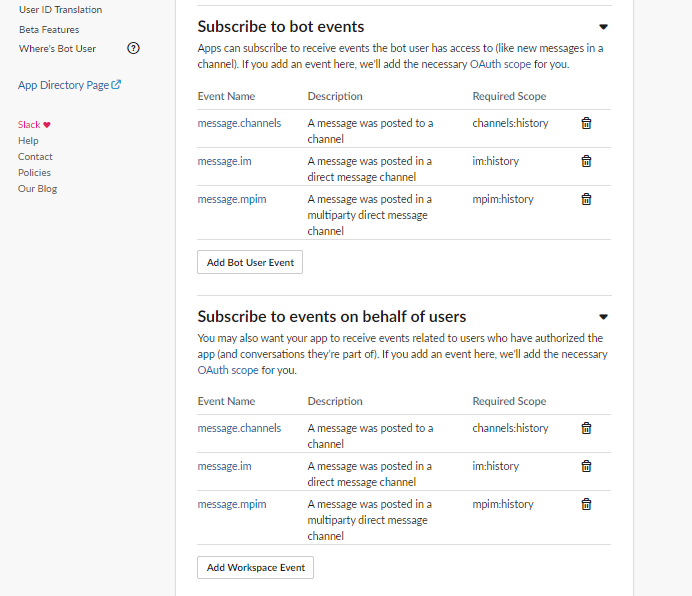 User ID Translation
Beta Features
Where's Bot User
App Directory Page
Slack
Help
Contact
Policies
Our Blog
Subscribe to bot events
Apps can subscribe to receive events the bot user has access to (like new messages in a
channel). If you add an event here, we'll add the necessary OAuth scope for you.
Event Name Description Required Scope
message.channels A message was posted to a channels:history
channel
message.im A message was posted in a im:history
direct message channel
message.mpim A message was posted in a mpim:history
multiparty direct message
channel
Add Bot User Event
Subscribe to events on behalf of users
You may also want your app to receive events related to users who have authorized the
app (and conversations they're part of). If you add an event here, we'll add the necessary
OAuth scope for you.
Event Name Description Required Scope
message.channels A message was posted to a channels:history
channel
message.im A message was posted in a im:history
direct message channel
message.mpim A message was posted in a mpim:history
multiparty direct message
channel
Add Workspace Event